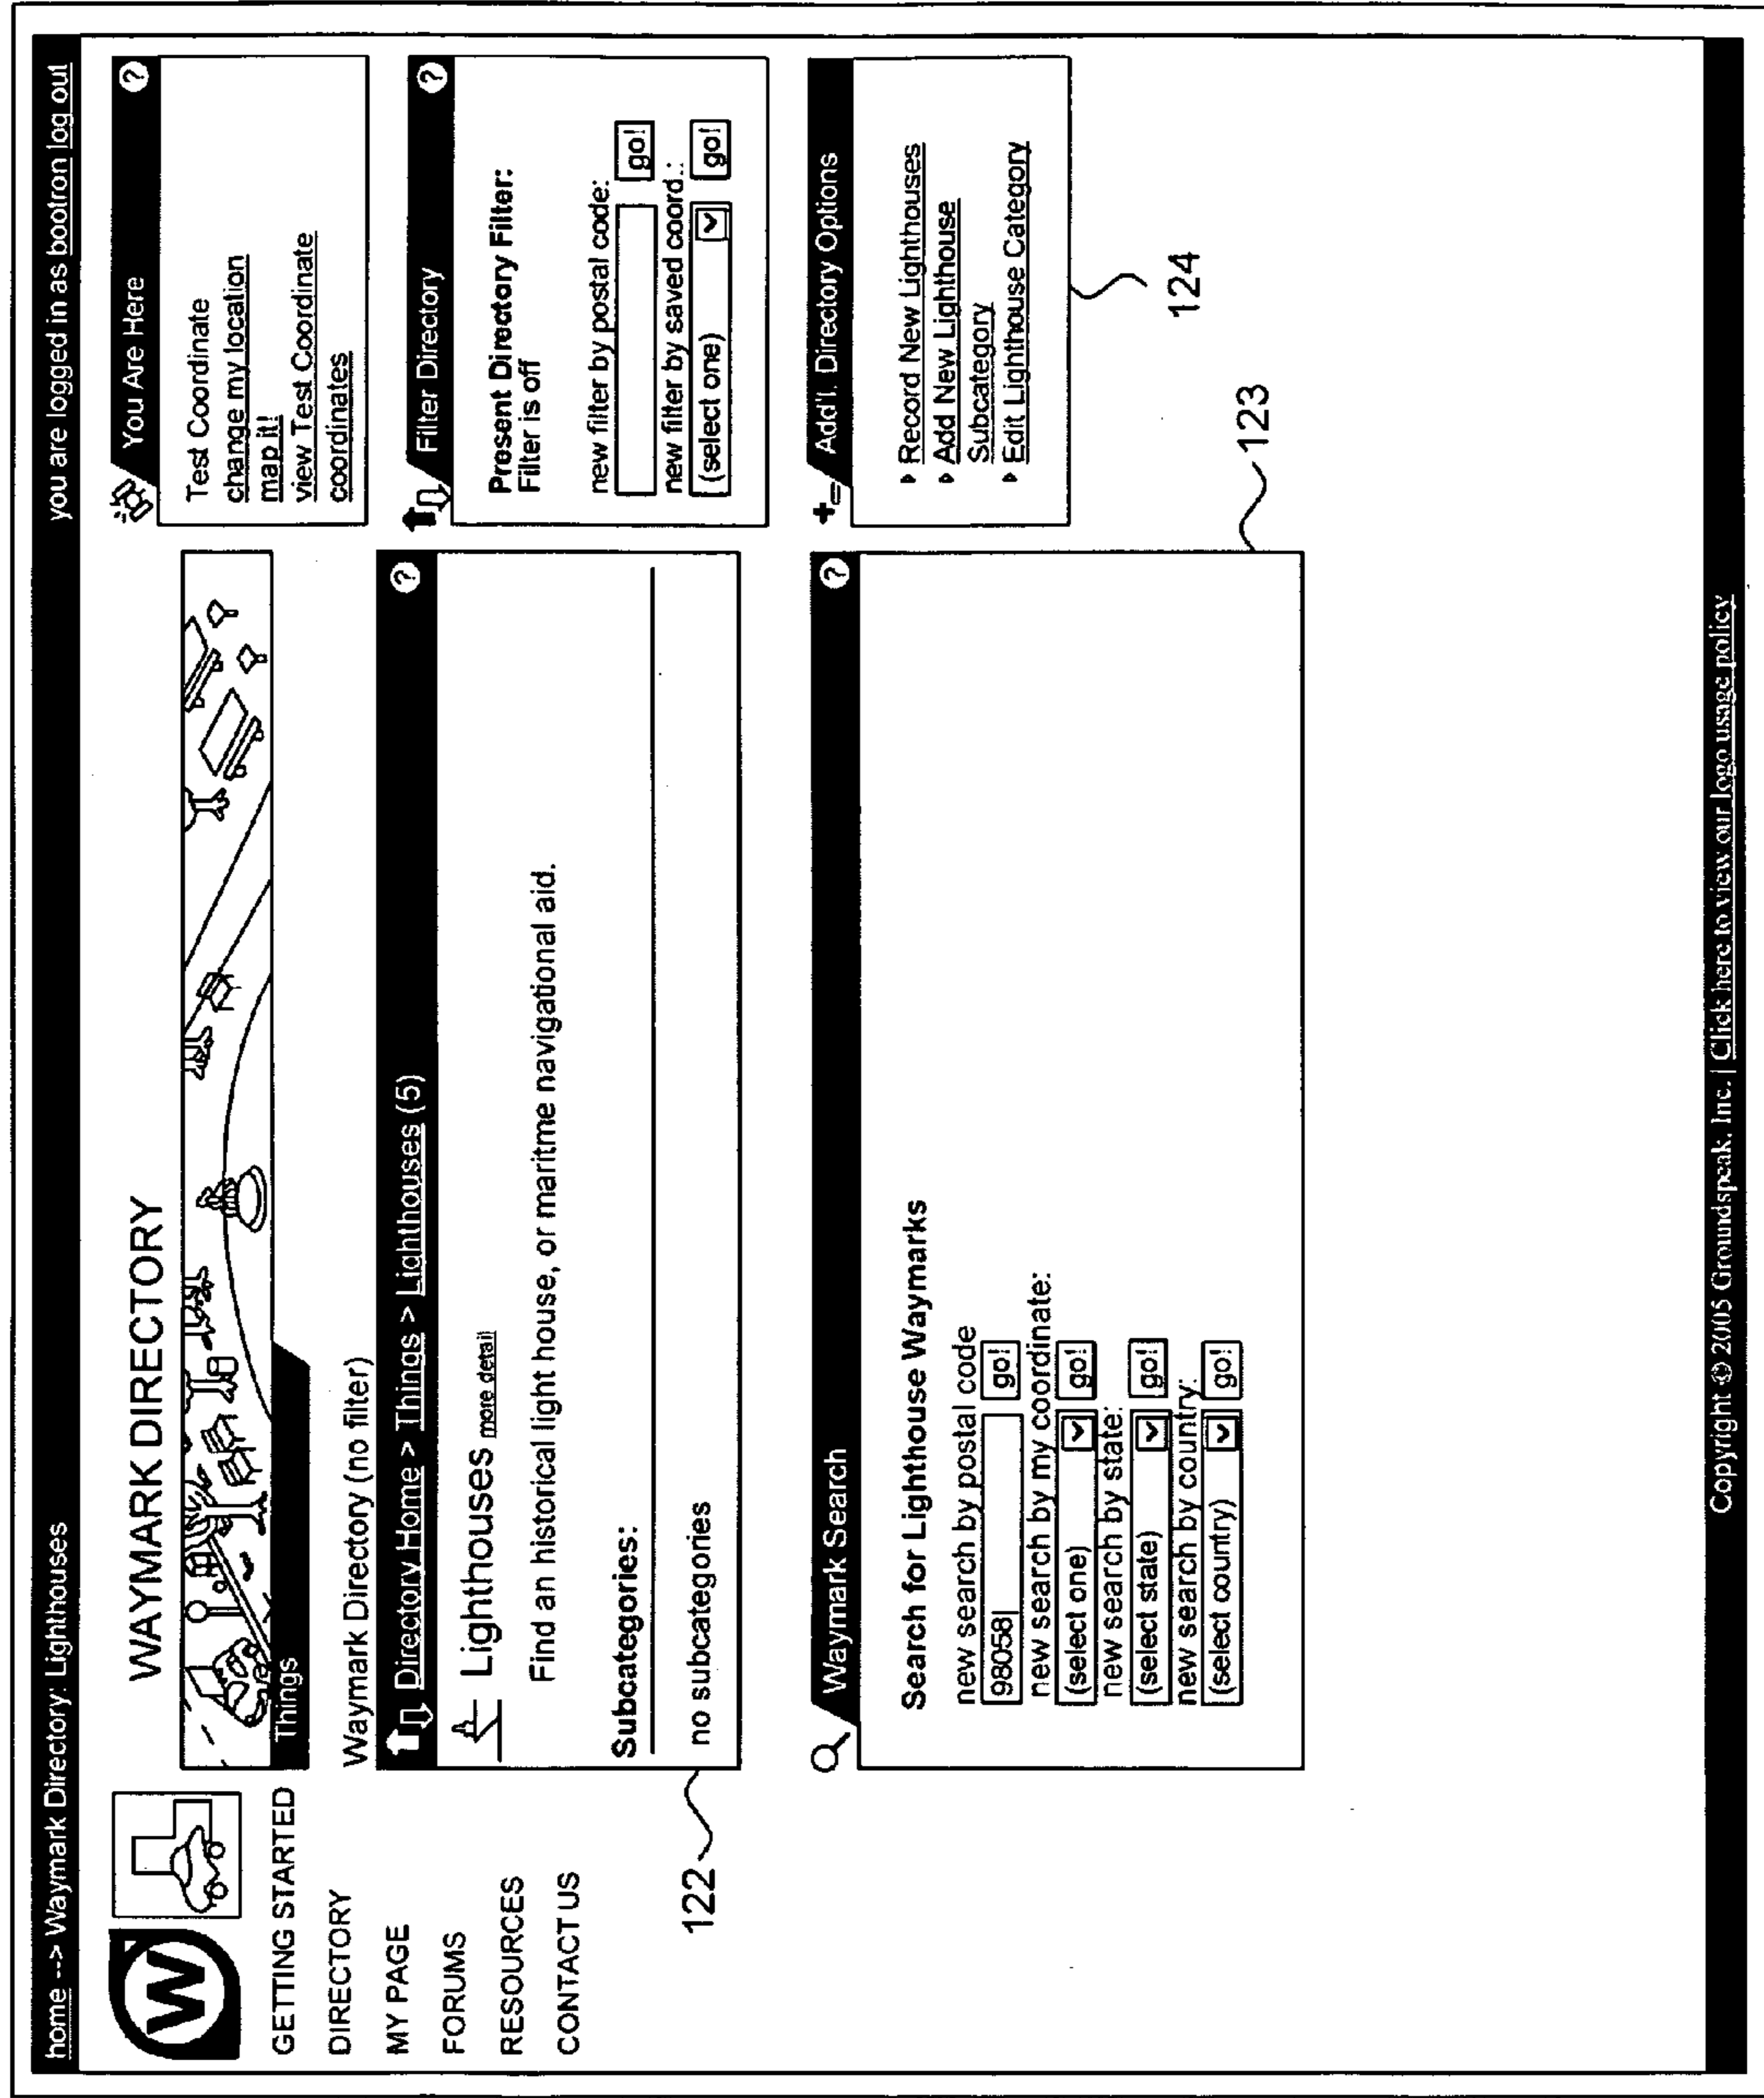 home --> Waymark Directory: Lighthouses
you are logged in as bootron log out
W
GETTING STARTED
DIRECTORY
MY PAGE
FORUMS
RESOURCES
CONTACT US
WAYMARK DIRECTORY
Things
Waymark Directory (no filter)
Directory Home > Things > Lighthouses (5)
?
Lighthouses more detail
Find an historical light house, or maritme navigational aid.
Subcategories:
no subcategories
122
Waymark Search
?
Search for Lighthouse Waymarks
new search by postal code
98058 go!
new search by my coordinate:
(select one) go!
new search by state:
(select state) go!
new search by country:
(select country) go!
123
You Are Here
?
Test Coordinate
change my location
map it!
view Test Coordinate
coordinates
Filter Directory
?
Present Directory Filter:
Filter is off
new filter by postal code:
go!
new filter by saved coord.:
(select one) go!
Add'l. Directory Options
Record New Lighthouses
Add New Lighthouse
Subcategory
Edit Lighthouse Category
124
Copyright © 2005 Groundspeak, Inc. | Click here to view our logo usage policy